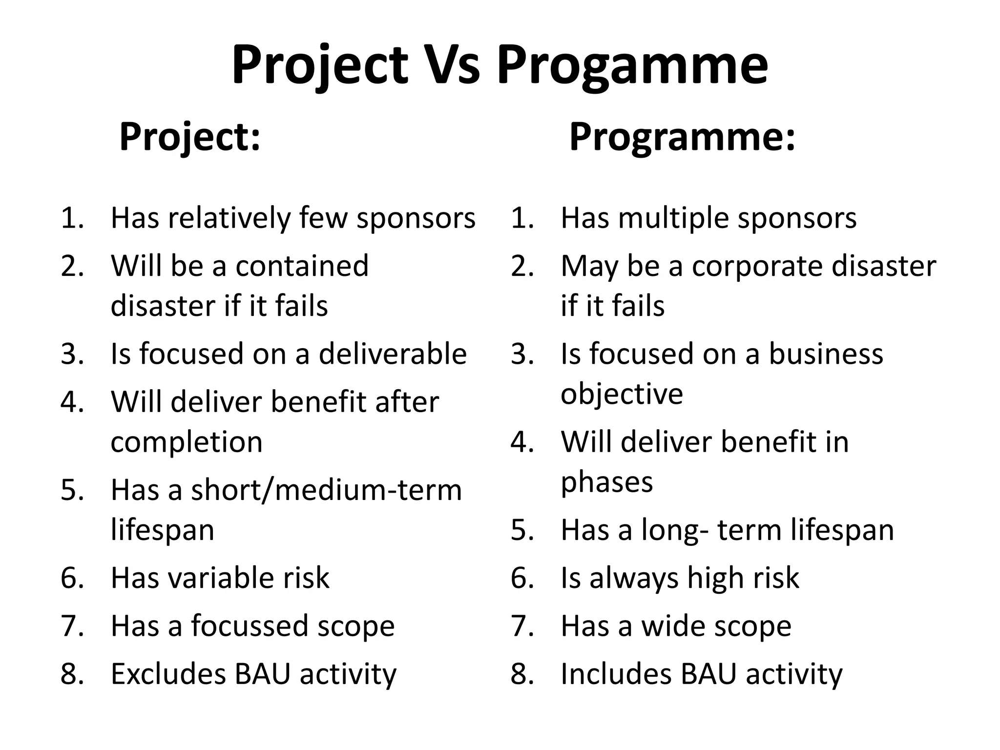 Project Vs Progamme
Project:
1. Has relatively few sponsors
2. Will be a contained
disaster if it fails
3. Is focused on a deliverable
4. Will deliver benefit after
completion
5. Has a short/medium-term
lifespan
6. Has variable risk
7. Has a focussed scope
8. Excludes BAU activity
Programme:
1. Has multiple sponsors
2. May be a corporate disaster
if it fails
3. Is focused on a business
objective
4. Will deliver benefit in
phases
5. Has a long- term lifespan
6. Is always high risk
7. Has a wide scope
8. Includes BAU activity